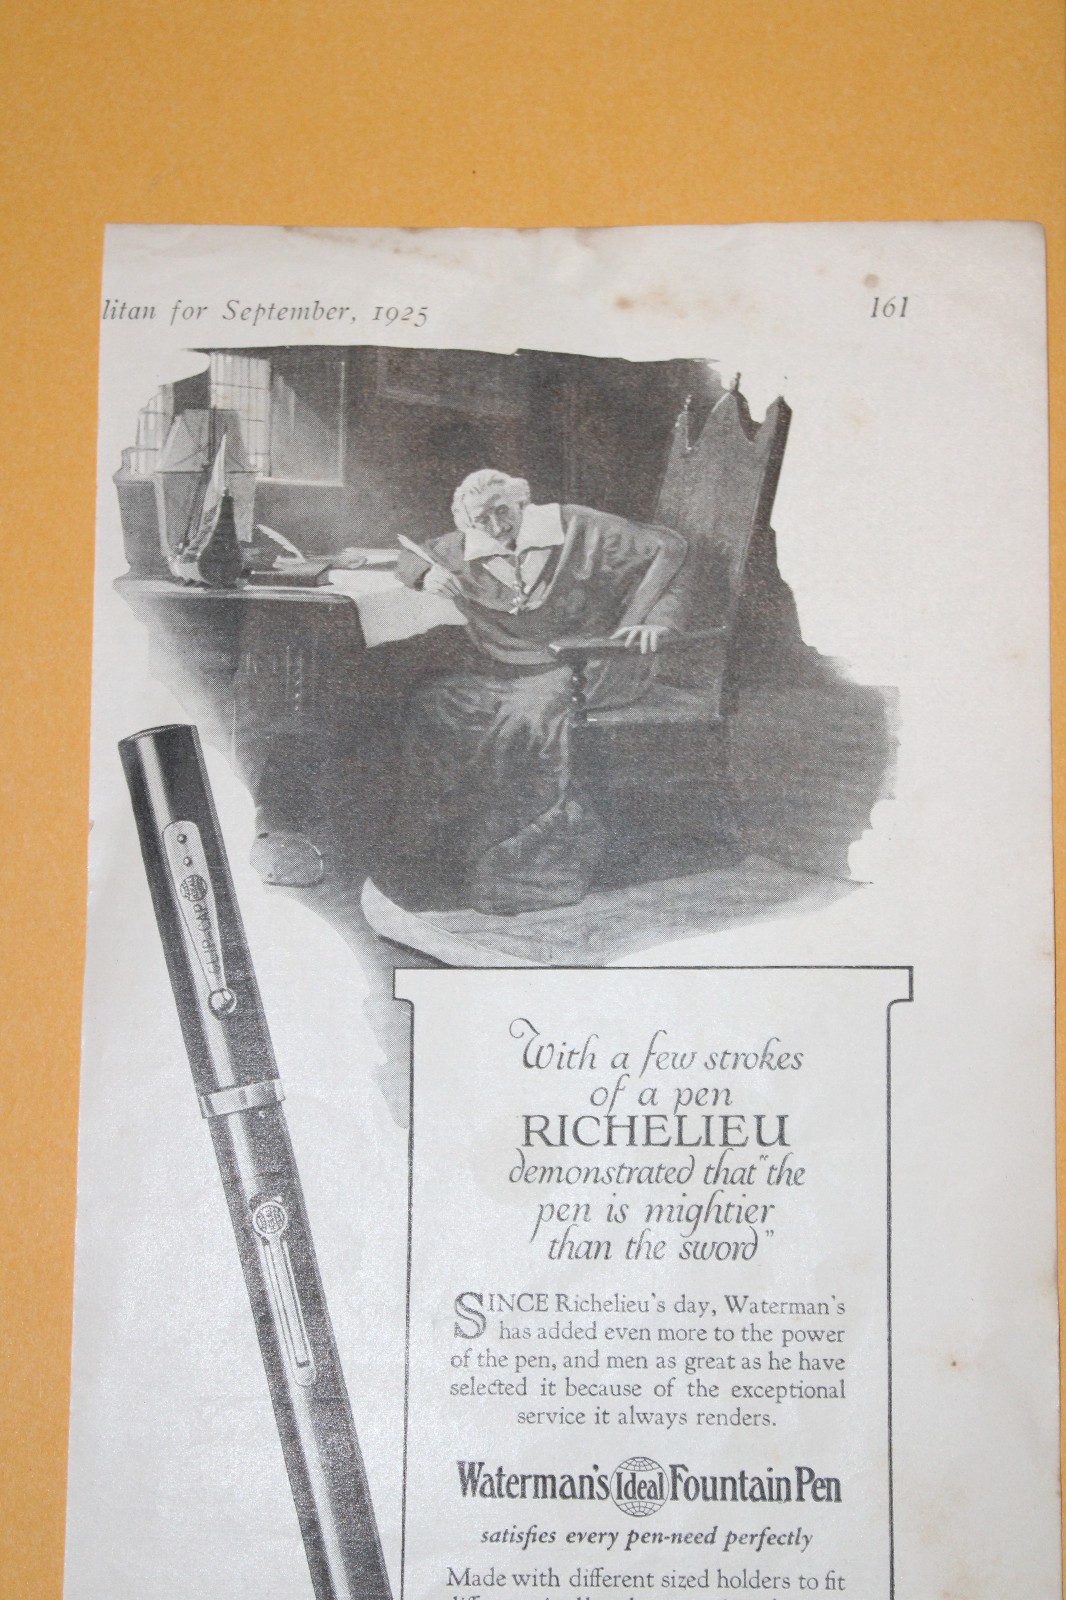 litan for September, 1925
161
CLIP-CAP
With a few strokes
of a pen
RICHELIEU
demonstrated that "the
pen is mightier
than the sword"
SINCE Richelieu's day, Waterman's
has added even more to the power
of the pen, and men as great as he have
selected it because of the exceptional
service it always renders.
Waterman's Ideal Fountain Pen
satisfies every pen-need perfectly
Made with different sized holders to fit